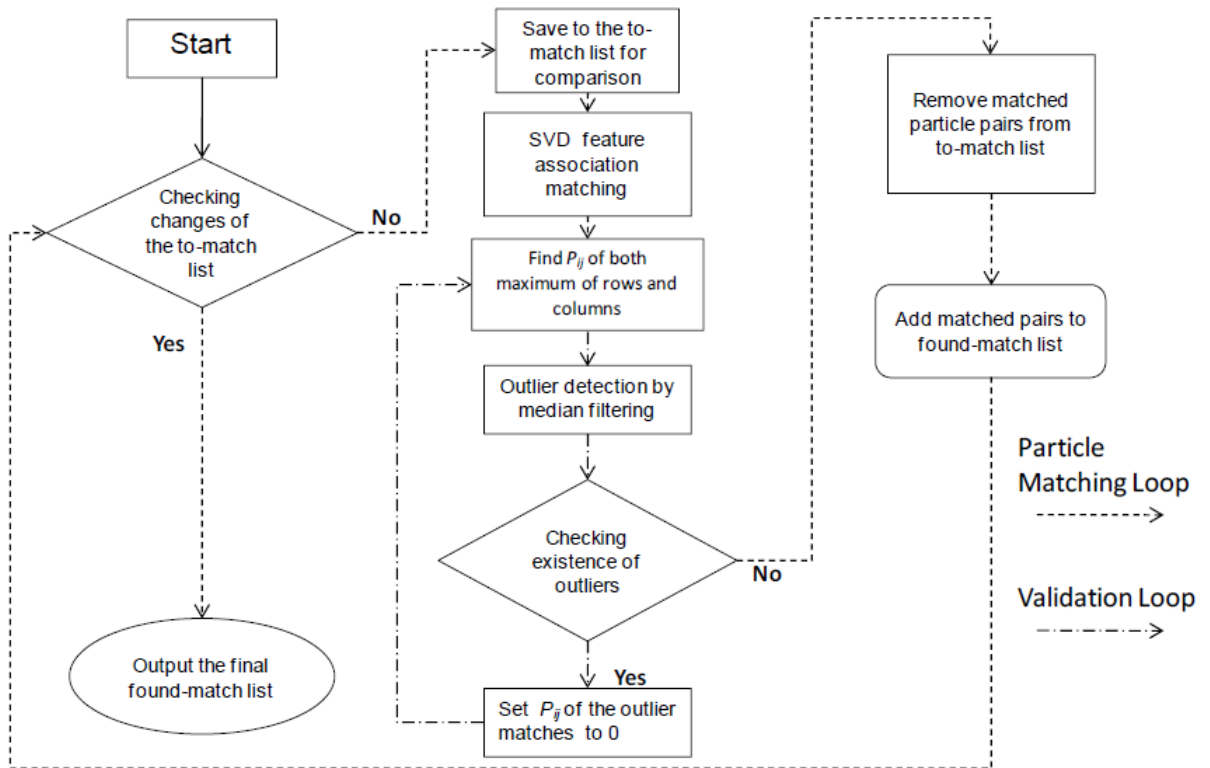 Start
Checking
changes of
the to-match
list
No
Yes
Output the final
found-match list
Save to the to-
match list for
comparison
SVD feature
association
matching
Find Pij of both
maximum of rows and
columns
Outlier detection by
median filtering
Checking
existence of
outliers
No
Yes
Set Pij of the outlier
matches to 0
Remove matched
particle pairs from
to-match list
Add matched pairs to
found-match list
Particle
Matching Loop
Validation Loop